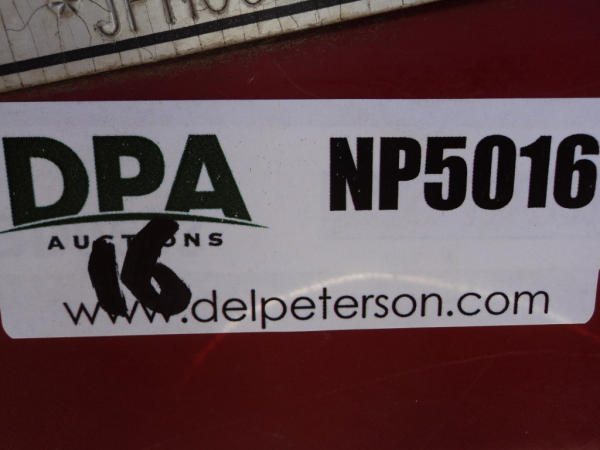 DPA
AUCTIONS
NP5016
16
www.delpeterson.com